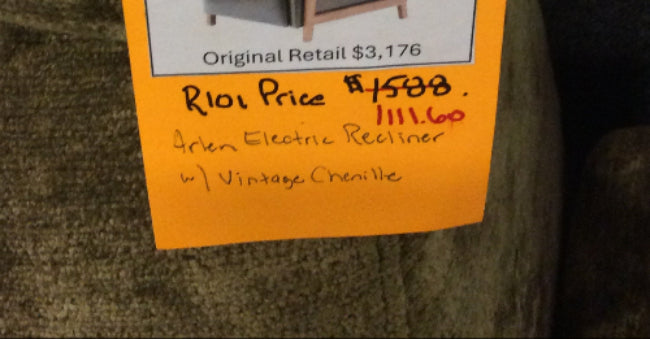 Original Retail $3,176
R101 Price $1588.
1111.60
Arlen Electric Recliner
w/ Vintage Chenille